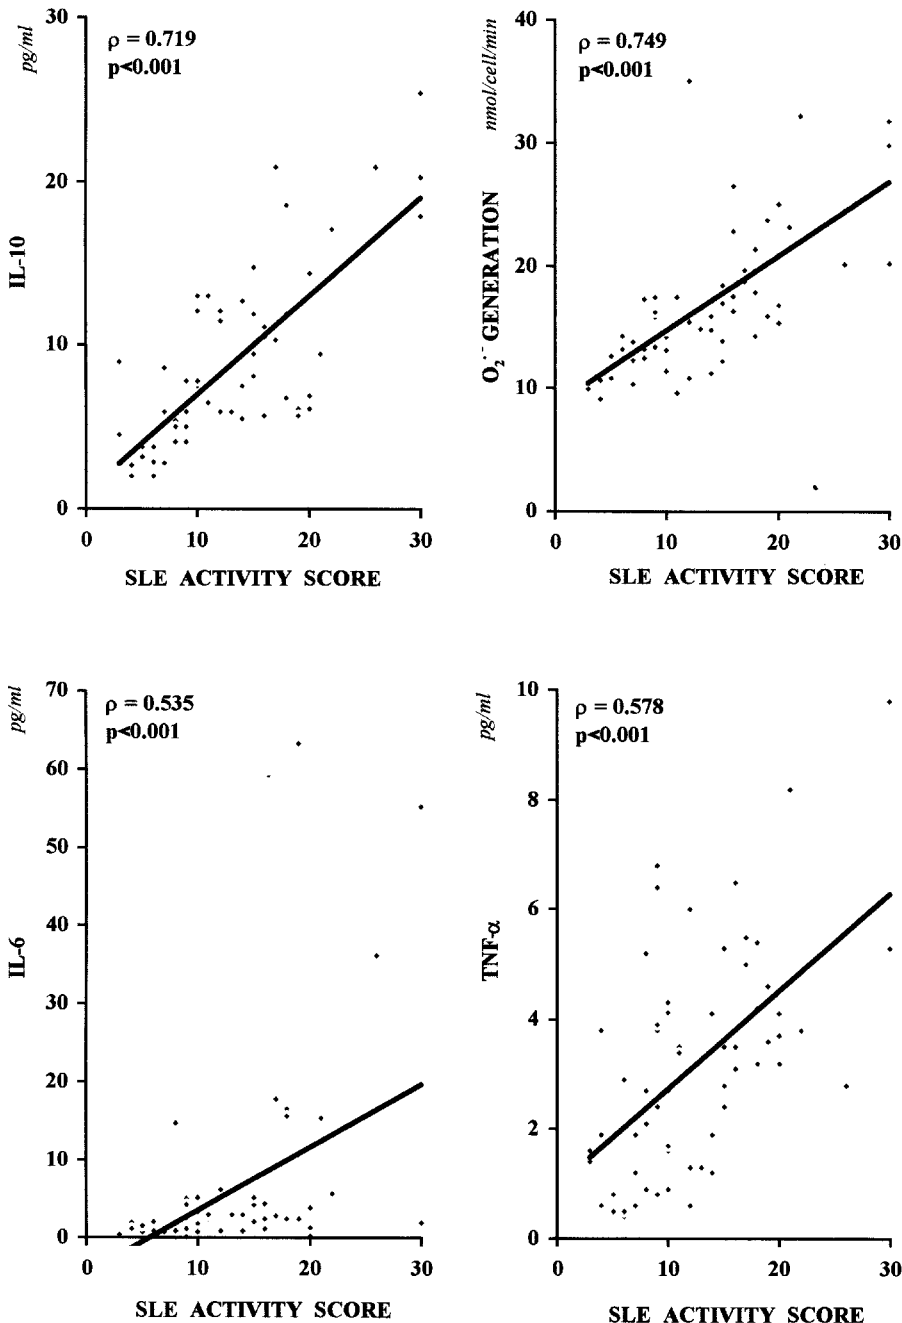 30
20
10
0
pg/ml
IL-10
ρ = 0.719
p<0.001
0 10 20 30
SLE ACTIVITY SCORE
40
30
20
10
0
nmol/cell/min
O₂˙⁻ GENERATION
ρ = 0.749
p<0.001
0 10 20 30
SLE ACTIVITY SCORE
70
60
50
40
30
20
10
0
pg/ml
IL-6
ρ = 0.535
p<0.001
0 10 20 30
SLE ACTIVITY SCORE
10
8
6
4
2
0
pg/ml
TNF-α
ρ = 0.578
p<0.001
0 10 20 30
SLE ACTIVITY SCORE